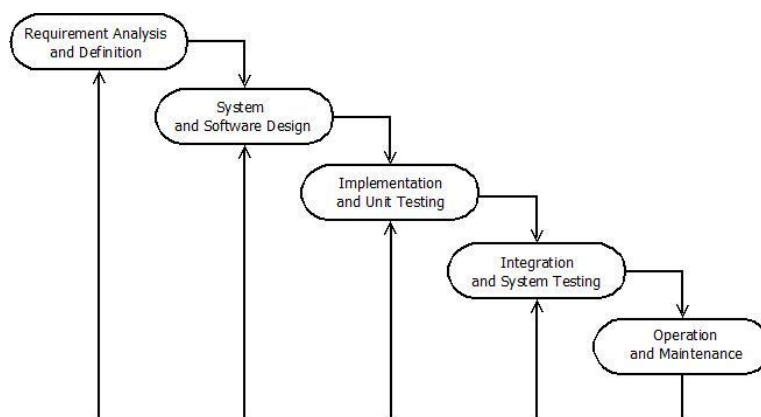 Requirement Analysis
and Definition
System
and Software Design
Implementation
and Unit Testing
Integration
and System Testing
Operation
and Maintenance